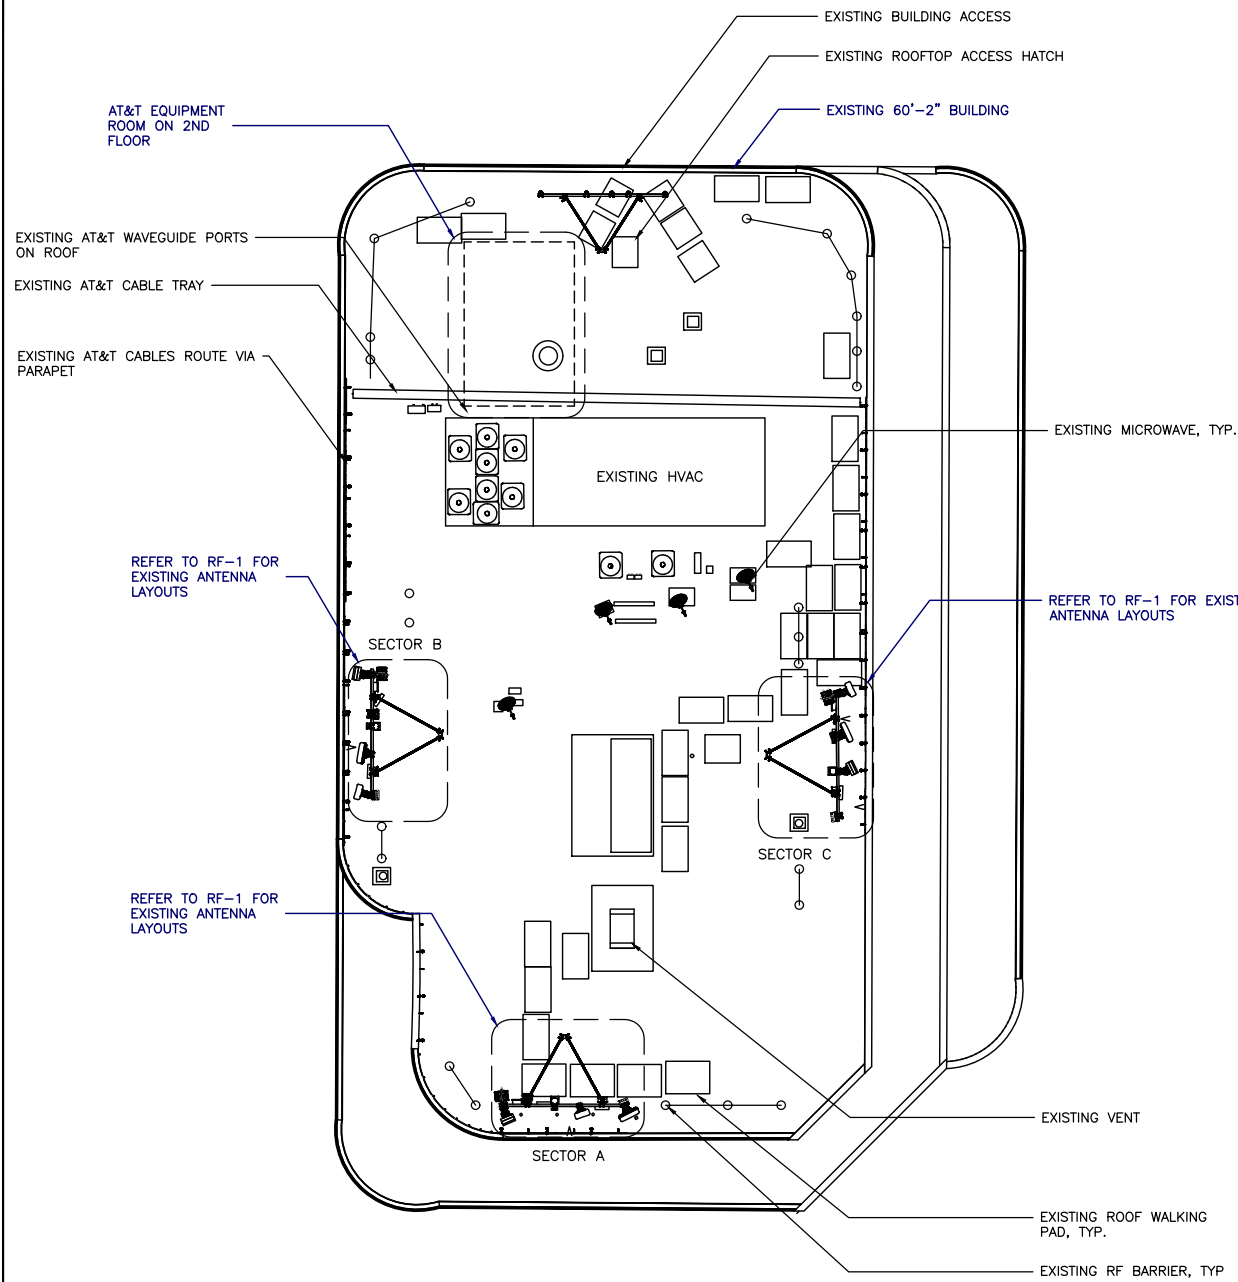 EXISTING BUILDING ACCESS
EXISTING ROOFTOP ACCESS HATCH
AT&T EQUIPMENT
ROOM ON 2ND
FLOOR
EXISTING 60'-2" BUILDING
EXISTING AT&T WAVEGUIDE PORTS
ON ROOF
EXISTING AT&T CABLE TRAY
EXISTING AT&T CABLES ROUTE VIA
PARAPET
EXISTING MICROWAVE, TYP.
EXISTING HVAC
REFER TO RF-1 FOR
EXISTING ANTENNA
LAYOUTS
REFER TO RF-1 FOR EXIST
ANTENNA LAYOUTS
SECTOR B
SECTOR C
REFER TO RF-1 FOR
EXISTING ANTENNA
LAYOUTS
EXISTING VENT
SECTOR A
EXISTING ROOF WALKING
PAD, TYP.
EXISTING RF BARRIER, TYP